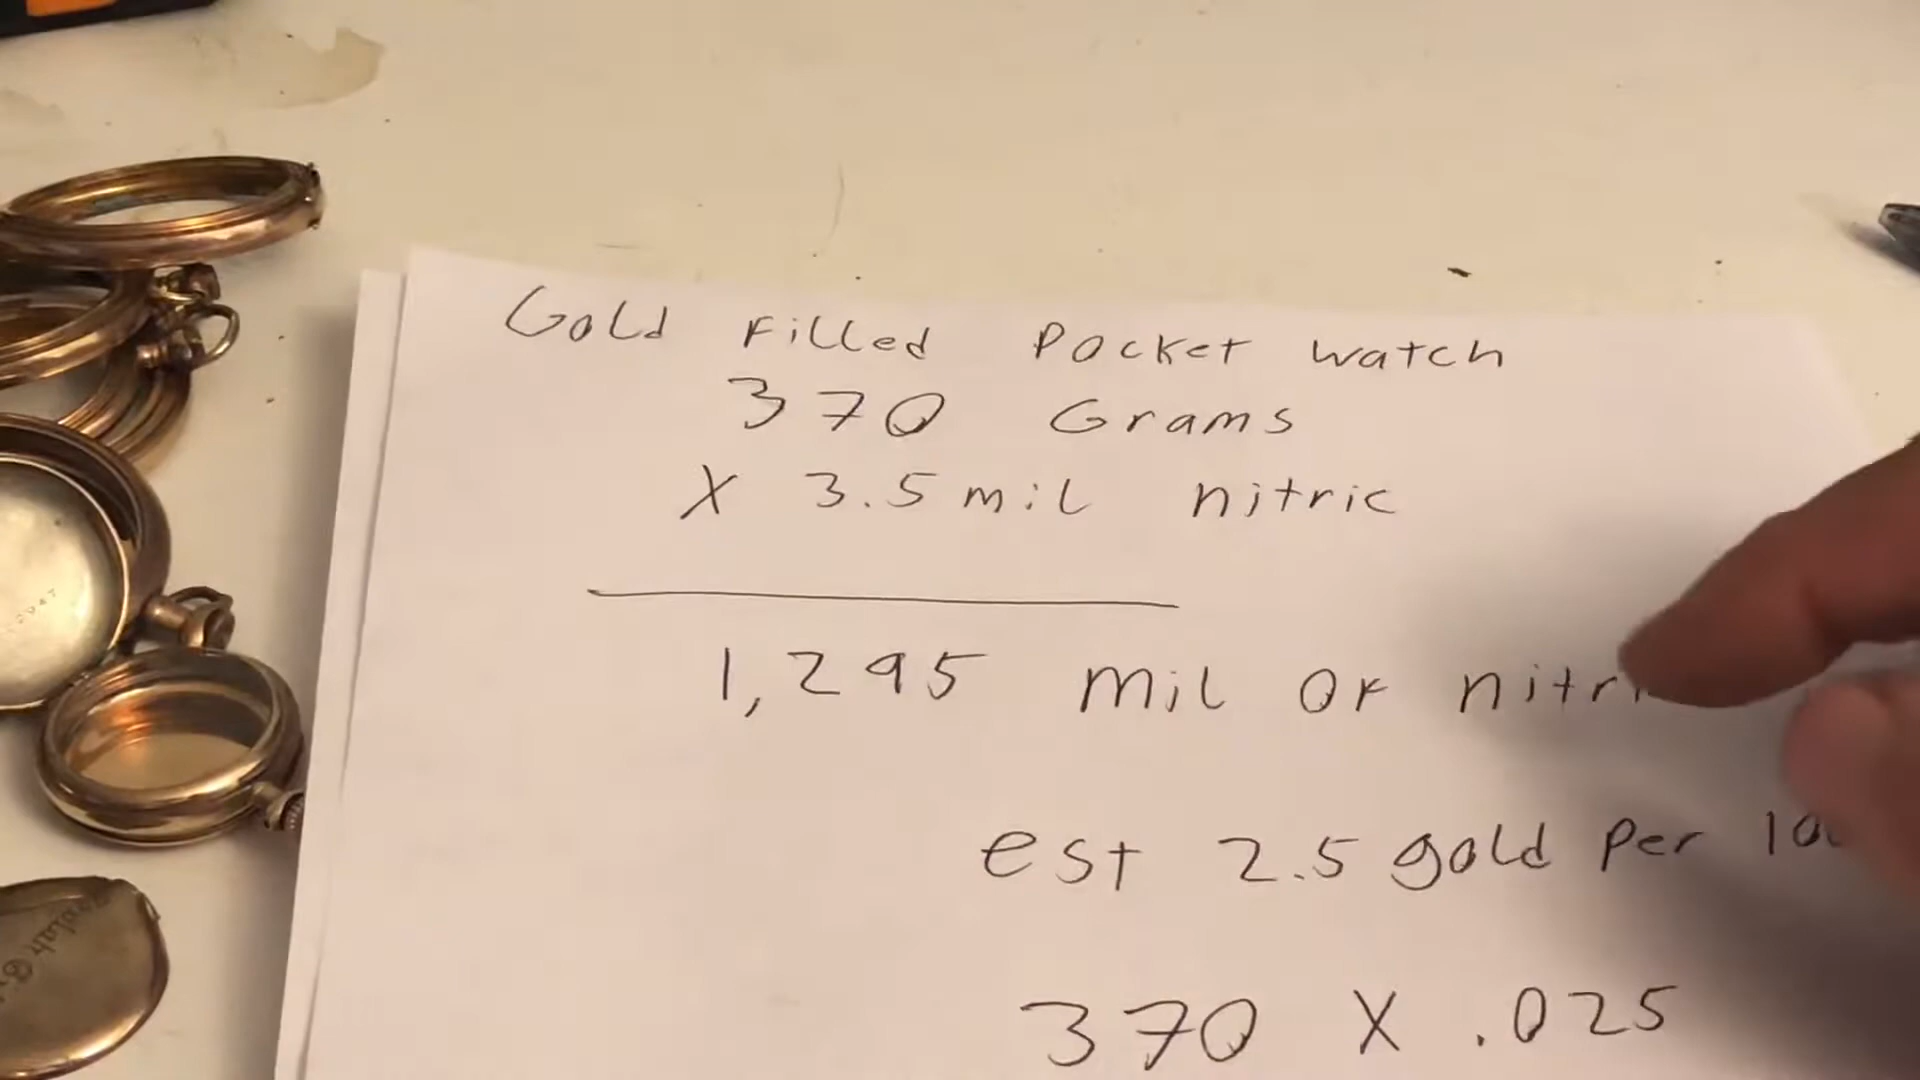 Gold Filled Pocket watch
370 Grams
X 3.5 mil nitric
1,295 mil OF
est 2.5 gold Per
370 X .025